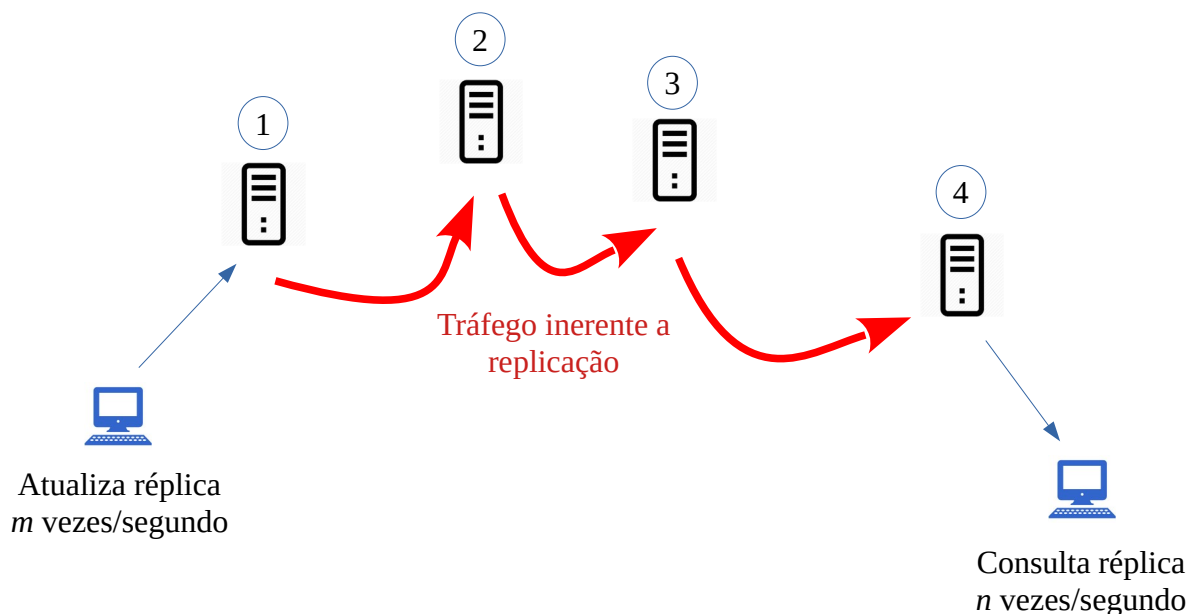 2
3
1
4
Tráfego inerente a
replicação
Atualiza réplica
m vezes/segundo
Consulta réplica
n vezes/segundo